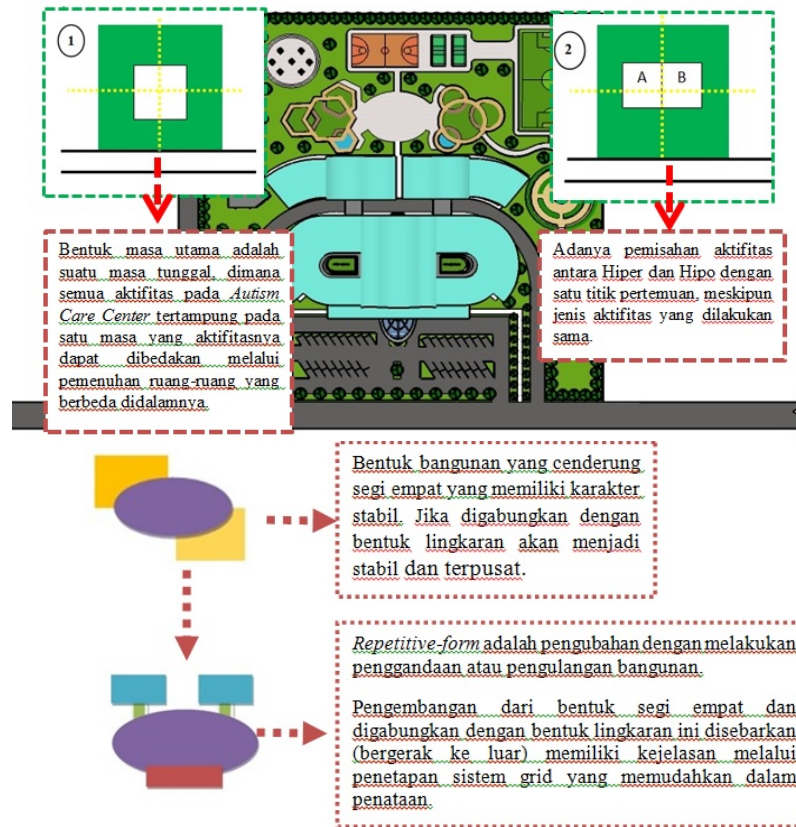 1
2
A B
Bentuk masa utama adalah
suatu masa tunggal, dimana
semua aktifitas pada Autism
Care Center tertampung pada
satu masa yang aktifitasnya
dapat dibedakan melalui
pemenuhan ruang-ruang yang
berbeda didalamnya.
Adanya pemisahan aktifitas
antara Hiper dan Hipo dengan
satu titik pertemuan, meskipun
jenis aktifitas yang dilakukan
sama.
Bentuk bangunan yang cenderung
segi empat yang memiliki karakter
stabil. Jika digabungkan dengan
bentuk lingkaran akan menjadi
stabil dan terpusat.
Repetitive-form adalah pengubahan dengan melakukan
penggandaan atau pengulangan bangunan.
Pengembangan dari bentuk segi empat dan
digabungkan dengan bentuk lingkaran ini disebarkan
(bergerak ke luar) memiliki kejelasan melalui
penetapan sistem grid yang memudahkan dalam
penataan.